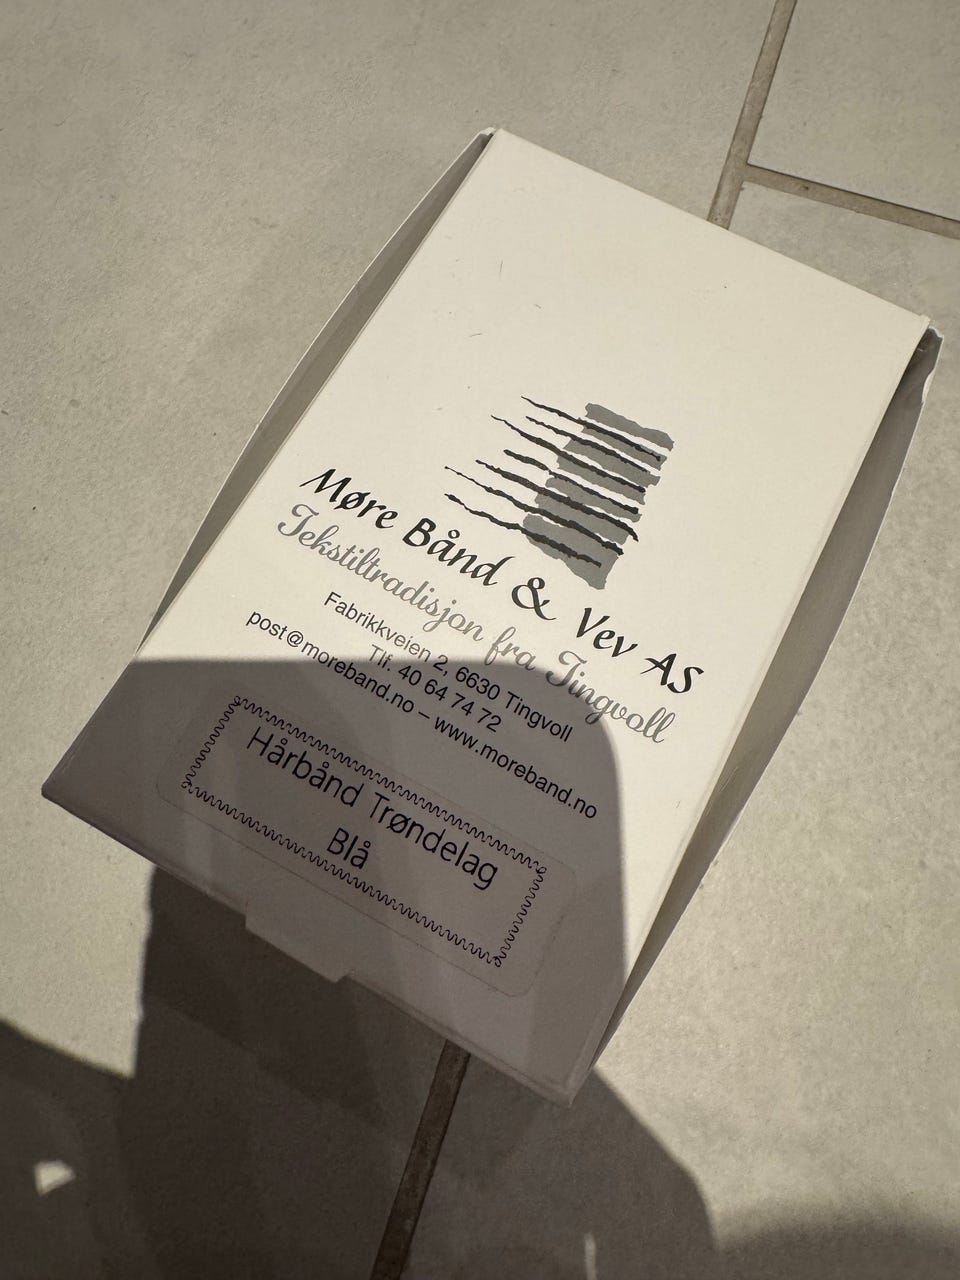 Møre Bånd & Vev AS
Tekstiltradisjon fra Tingvoll
Fabrikkveien 2, 6630 Tingvoll
Tlf. 40 64 74 72
post@moreband.no – www.moreband.no
Hårbånd Trøndelag
Blå